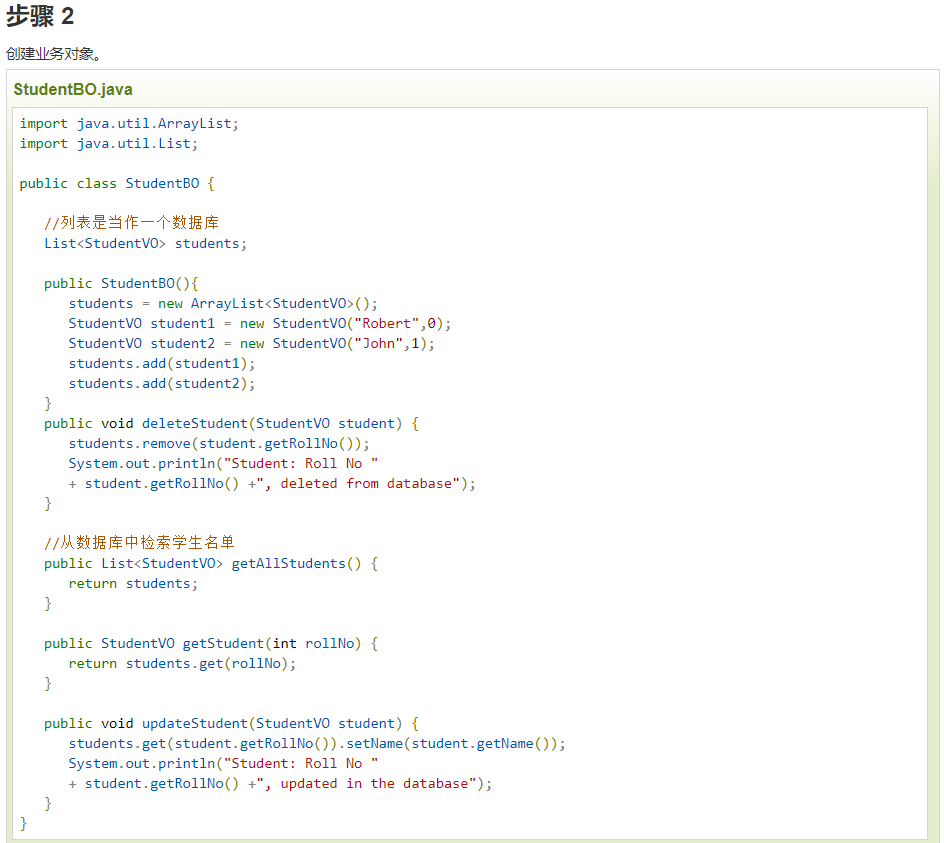 步骤 2
创建业务对象。
StudentBO.java
import java.util.ArrayList;
import java.util.List;
public class StudentBO {
//列表是当作一个数据库
List<StudentVO> students;
public StudentBO(){
students = new ArrayList<StudentVO>();
StudentVO student1 = new StudentVO("Robert",0);
StudentVO student2 = new StudentVO("John",1);
students.add(student1);
students.add(student2);
}
public void deleteStudent(StudentVO student) {
students.remove(student.getRollNo());
System.out.println("Student: Roll No "
+ student.getRollNo() +", deleted from database");
}
//从数据库中检索学生名单
public List<StudentVO> getAllStudents() {
return students;
}
public StudentVO getStudent(int rollNo) {
return students.get(rollNo);
}
public void updateStudent(StudentVO student) {
students.get(student.getRollNo()).setName(student.getName());
System.out.println("Student: Roll No "
+ student.getRollNo() +", updated in the database");
}
}